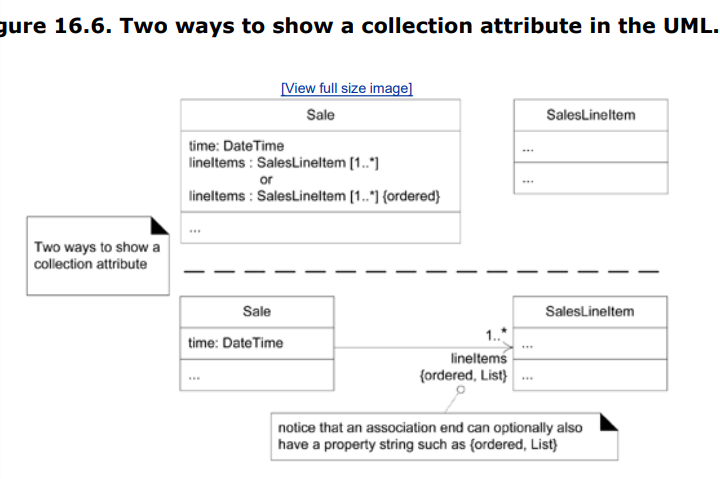 gure 16.6. Two ways to show a collection attribute in the UML.
[View full size image]
Sale
time: DateTime
lineItems : SalesLineItem [1..*]
or
lineItems : SalesLineItem [1..*] {ordered}
...
SalesLineItem
...
...
Two ways to show a
collection attribute
Sale
time: DateTime
...
1..*
lineItems
{ordered, List}
SalesLineItem
...
...
notice that an association end can optionally also
have a property string such as {ordered, List}